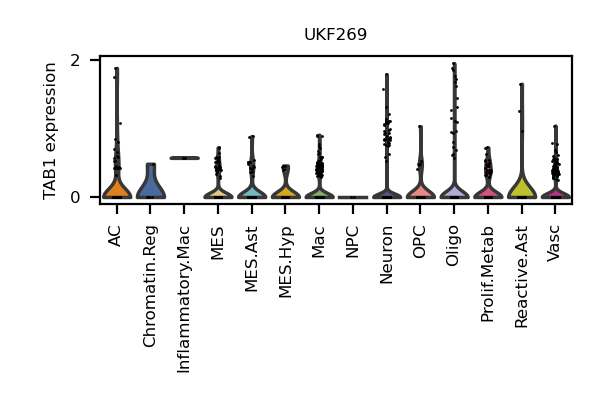 UKF269
TAB1 expression
2
0
AC
Chromatin.Reg
Inflammatory.Mac
MES
MES.Ast
MES.Hyp
Mac
NPC
Neuron
OPC
Oligo
Prolif.Metab
Reactive.Ast
Vasc